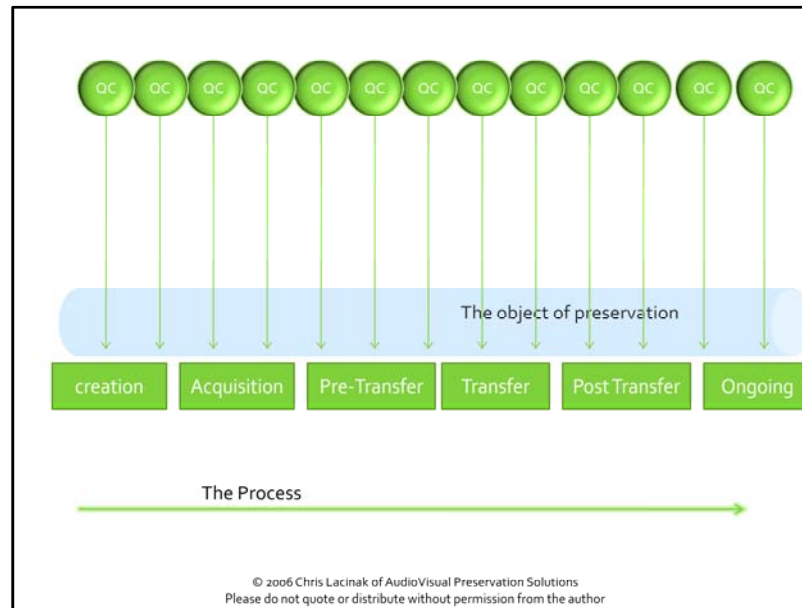 QC QC QC QC QC QC QC QC QC QC QC QC QC
The object of preservation
creation Acquisition Pre-Transfer Transfer Post Transfer Ongoing
The Process
© 2006 Chris Lacinak of AudioVisual Preservation Solutions
Please do not quote or distribute without permission from the author